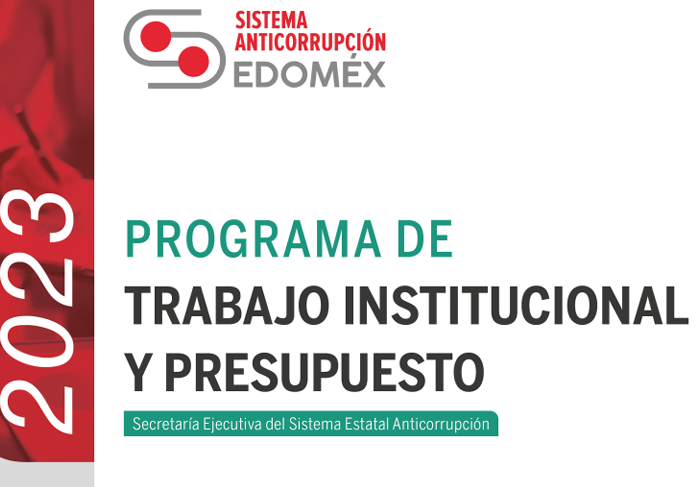 SISTEMA
ANTICORRUPCIÓN
EDOMÉX
2023
PROGRAMA DE
TRABAJO INSTITUCIONAL
Y PRESUPUESTO
Secretaría Ejecutiva del Sistema Estatal Anticorrupción